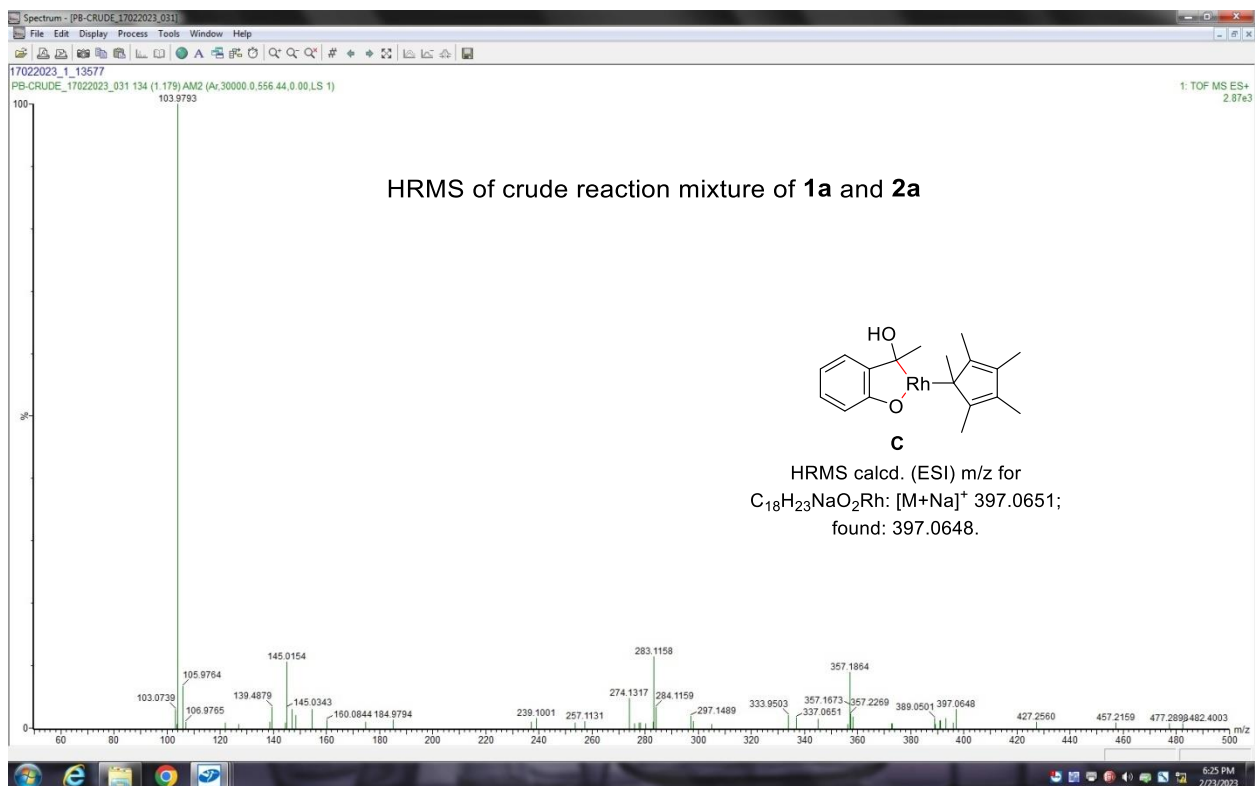 Spectrum - [PB-CRUDE_17022023_031]
File Edit Display Process Tools Window Help
17022023_1_13577
PB-CRUDE_17022023_031 134 (1.179) AM2 (Ar,30000.0,556.44,0.00,LS 1)
1: TOF MS ES+
2.87e3
100
103.9793
HRMS of crude reaction mixture of 1a and 2a
HO
Rh
O
C
HRMS calcd. (ESI) m/z for
C18H23NaO2Rh: [M+Na]+ 397.0651;
found: 397.0648.
%
145.0154
283.1158
357.1864
105.9764
103.0739
139.4879
145.0343
274.1317
284.1159
357.1673
357.2269
106.9765
160.0844
184.9794
239.1001
257.1131
297.1489
333.9503
337.0651
389.0501
397.0648
427.2560
457.2159
477.2898
482.4003
0
m/z
60 80 100 120 140 160 180 200 220 240 260 280 300 320 340 360 380 400 420 440 460 480 500
6:25 PM
2/23/2023